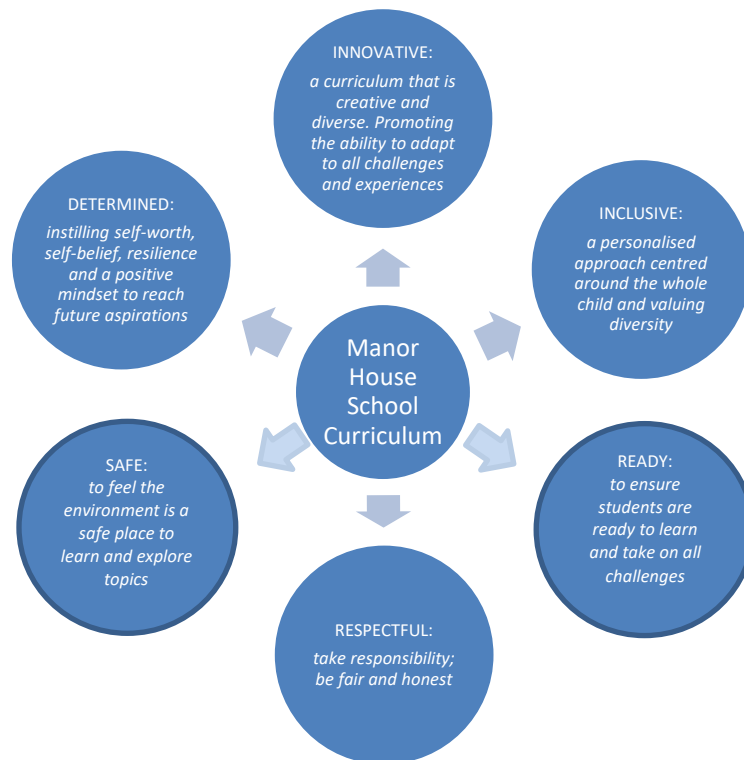 INNOVATIVE:
a curriculum that is
creative and
diverse. Promoting
the ability to adapt
to all challenges
and experiences
DETERMINED:
instilling self-worth,
self-belief, resilience
and a positive
mindset to reach
future aspirations
INCLUSIVE:
a personalised
approach centred
around the whole
child and valuing
diversity
Manor
House
School
Curriculum
SAFE:
to feel the
environment is a
safe place to
learn and explore
topics
READY:
to ensure
students are
ready to learn
and take on all
challenges
RESPECTFUL:
take responsibility;
be fair and honest